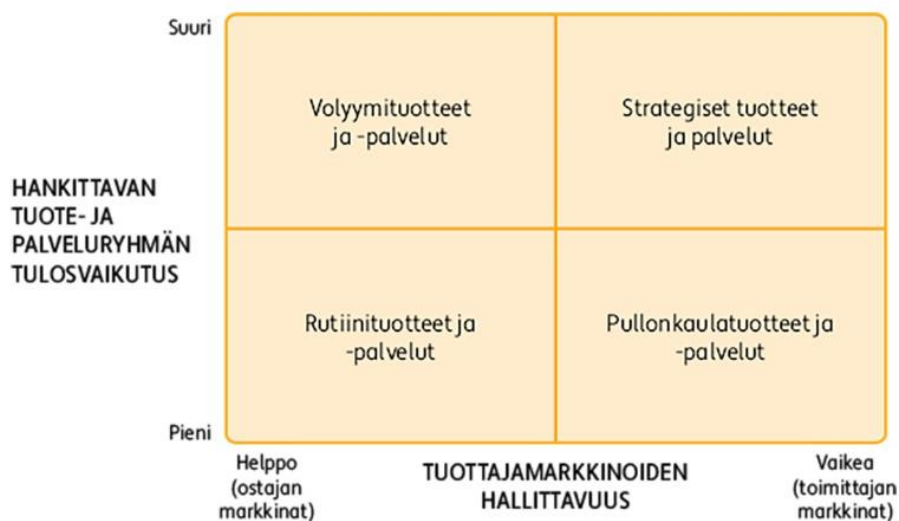 Suuri
Volyymituotteet
ja -palvelut
Strategiset tuotteet
ja palvelut
HANKITTAVAN
TUOTE- JA
PALVELURYHMÄN
TULOSVAIKUTUS
Rutiinituotteet ja
-palvelut
Pullonkaulatuotteet ja
-palvelut
Pieni
Helppo
(ostajan
markkinat)
TUOTTAJAMARKKINOIDEN
HALLITTAVUUS
Vaikea
(toimittajan
markkinat)